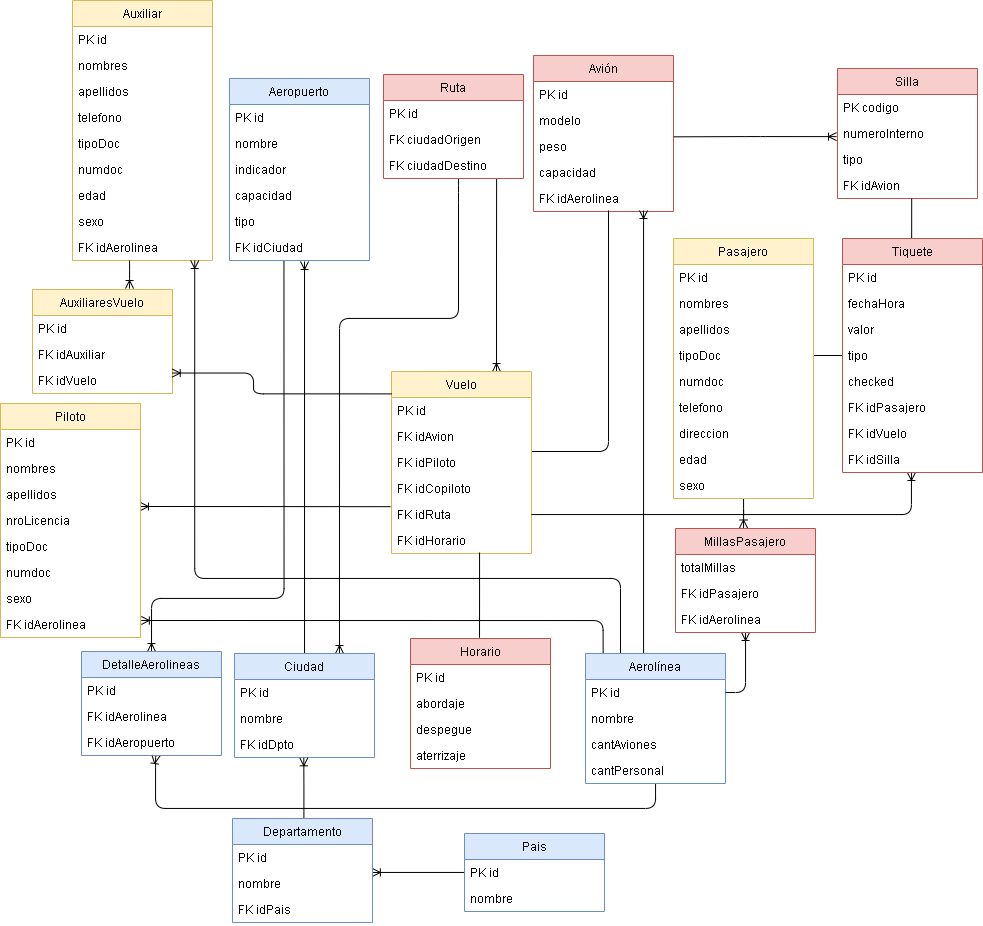 Auxiliar
PK id
nombres
apellidos
telefono
tipoDoc
numdoc
edad
sexo
FK idAerolinea
Aeropuerto
PK id
nombre
indicador
capacidad
tipo
FK idCiudad
Ruta
PK id
FK ciudadOrigen
FK ciudadDestino
Avión
PK id
modelo
peso
capacidad
FK idAerolinea
Silla
PK codigo
numeroInterno
tipo
FK idAvion
Pasajero
PK id
nombres
apellidos
tipoDoc
numdoc
telefono
direccion
edad
sexo
Tiquete
PK id
fechaHora
valor
tipo
checked
FK idPasajero
FK idVuelo
FK idSilla
AuxiliaresVuelo
PK id
FK idAuxiliar
FK idVuelo
Piloto
PK id
nombres
apellidos
nroLicencia
tipoDoc
numdoc
sexo
FK idAerolinea
Vuelo
PK id
FK idAvion
FK idPiloto
FK idCopiloto
FK idRuta
FK idHorario
MillasPasajero
totalMillas
FK idPasajero
FK idAerolinea
DetalleAerolineas
PK id
FK idAerolinea
FK idAeropuerto
Ciudad
PK id
nombre
FK idDpto
Horario
PK id
abordaje
despegue
aterrizaje
Aerolínea
PK id
nombre
cantAviones
cantPersonal
Departamento
PK id
nombre
FK idPais
Pais
PK id
nombre